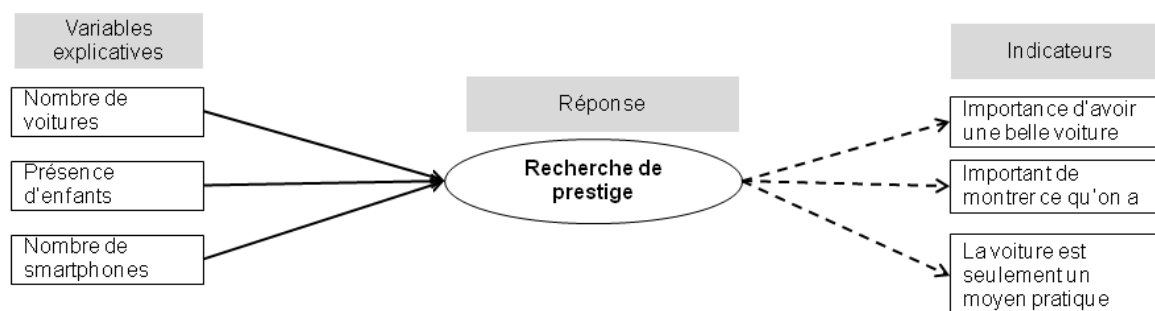 Variables
explicatives
Nombre de
voitures
Présence
d'enfants
Nombre de
smartphones
Réponse
Recherche de
prestige
Indicateurs
Importance d'avoir
une belle voiture
Important de
montrer ce qu'on a
La voiture est
seulement un
moyen pratique